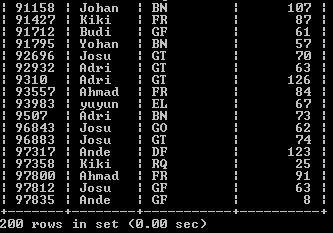 | 91158 | Johan | BN | 107 |
| 91427 | Kiki | FR | 87 |
| 91712 | Budi | GF | 61 |
| 91795 | Yohan | BN | 57 |
| 92696 | Josu | GT | 70 |
| 92932 | Adri | GT | 63 |
| 9310 | Adri | GT | 126 |
| 93557 | Ahmad | FR | 84 |
| 93983 | yuyun | EL | 67 |
| 9507 | Adri | BN | 73 |
| 96843 | Josu | GO | 62 |
| 96883 | Josu | GT | 74 |
| 97317 | Ande | DF | 123 |
| 97358 | Kiki | RQ | 25 |
| 97800 | Ahmad | FR | 91 |
| 97812 | Josu | GF | 63 |
| 97835 | Ande | GF | 8 |
+-------+-------+----------+---------+
200 rows in set (0.00 sec)